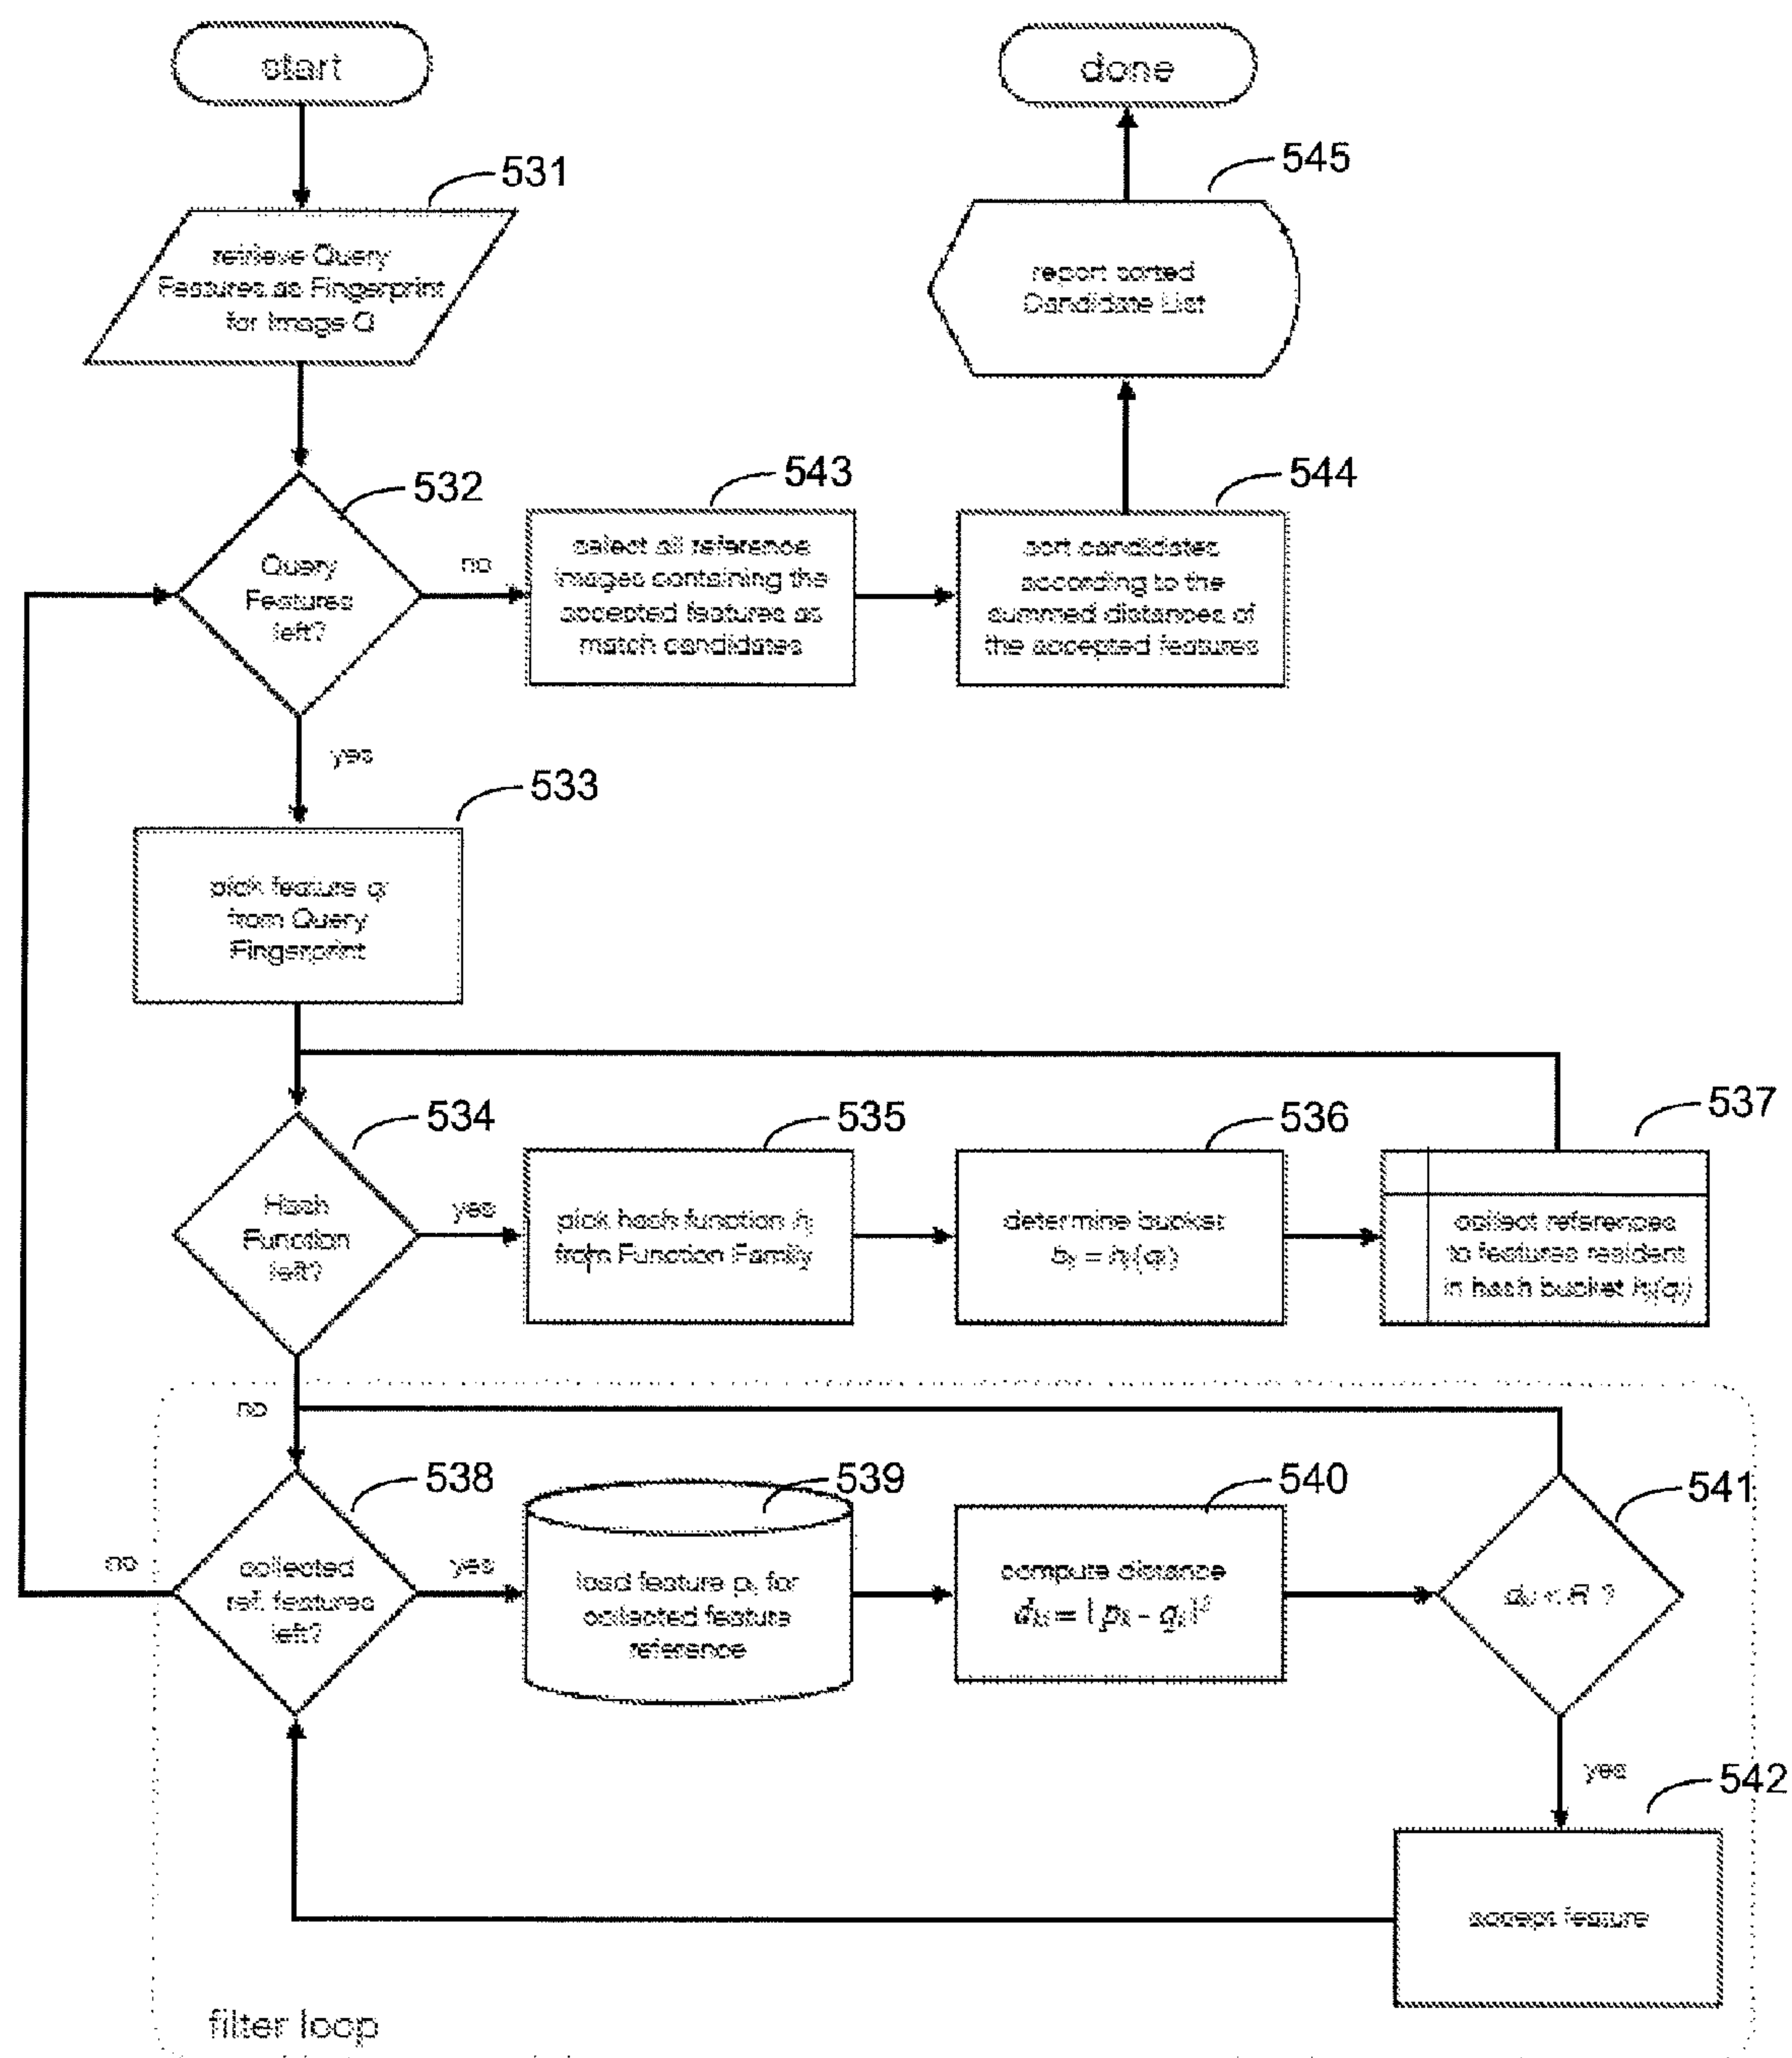 start
done
531
545
retrieve Query
Features as Fingerprint
for Image Q
report sorted
Candidate List
532
543
544
Query
Features
left?
no
select all reference
images containing the
accepted features as
match candidates
sort candidates
according to the
summed distances of
the accepted features
yes
533
pick feature qᵢ
from Query
Fingerprint
534
535
536
537
Hash
Function
left?
yes
pick hash function hⱼ
from Function Family
determine bucket
= hⱼ(qᵢ)
collect references
to features resident
in hash bucket hⱼ(qᵢ)
no
538
539
540
541
no
collected
ref. features
left?
yes
load feature pₖ for
collected feature
reference
compute distance
dₖᵢ = | pₖ - qᵢ |²
< R ?
yes
542
accept feature
filter loop